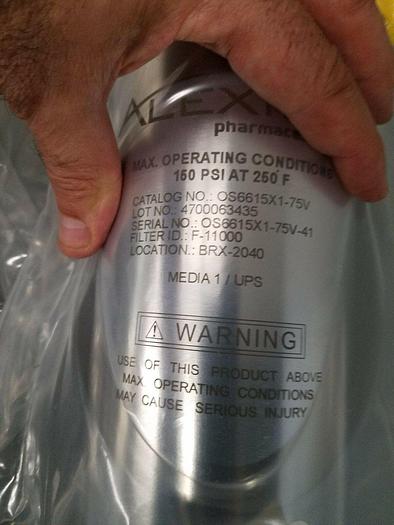 MAX. OPERATING CONDITIONS
150 PSI AT 250°F
CATALOG NO.: OS6615X1-75V
LOT NO.: 4700063435
SERIAL NO.: OS6615X1-75V-41
FILTER ID.: F-11000
LOCATION.: BRX-2040
MEDIA 1 / UPS
⚠ WARNING
USE OF THIS PRODUCT ABOVE
MAX. OPERATING CONDITIONS
MAY CAUSE SERIOUS INJURY